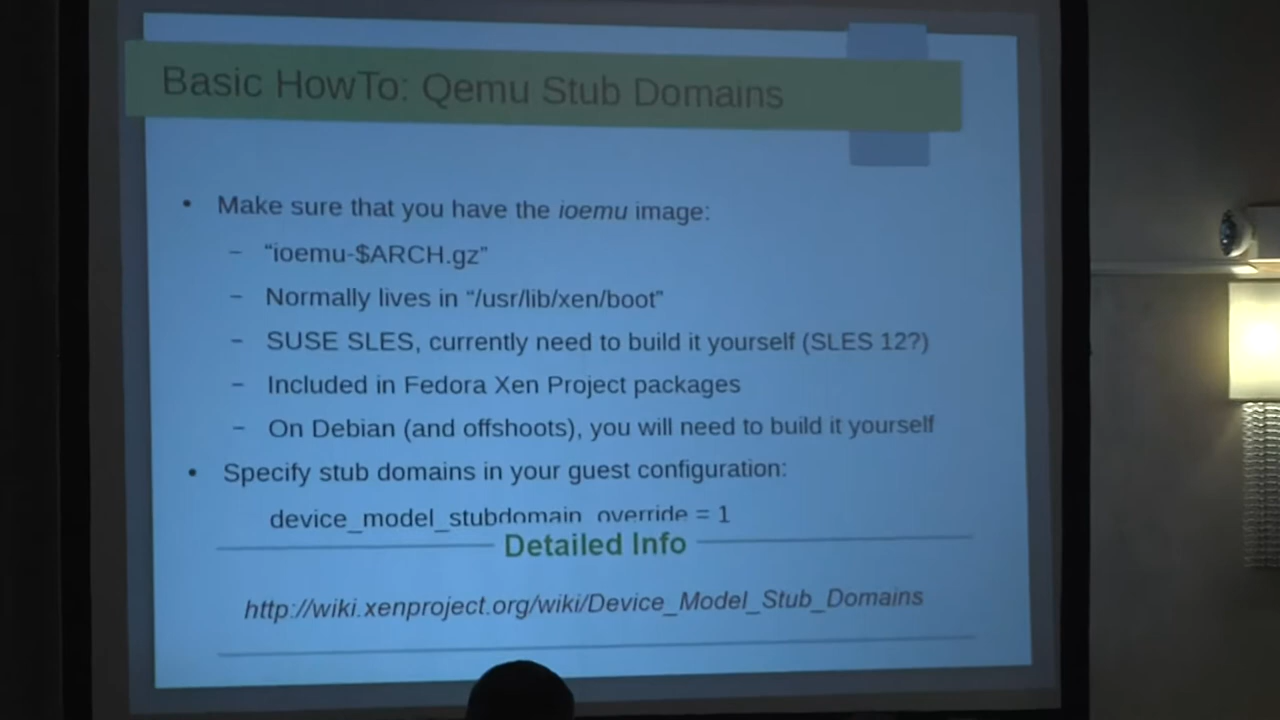 Basic HowTo: Qemu Stub Domains
• Make sure that you have the ioemu image:
– “ioemu-$ARCH.gz”
– Normally lives in “/usr/lib/xen/boot”
– SUSE SLES, currently need to build it yourself (SLES 12?)
– Included in Fedora Xen Project packages
– On Debian (and offshoots), you will need to build it yourself
• Specify stub domains in your guest configuration:
device_model_stubdomain_override = 1
Detailed Info
http://wiki.xenproject.org/wiki/Device_Model_Stub_Domains